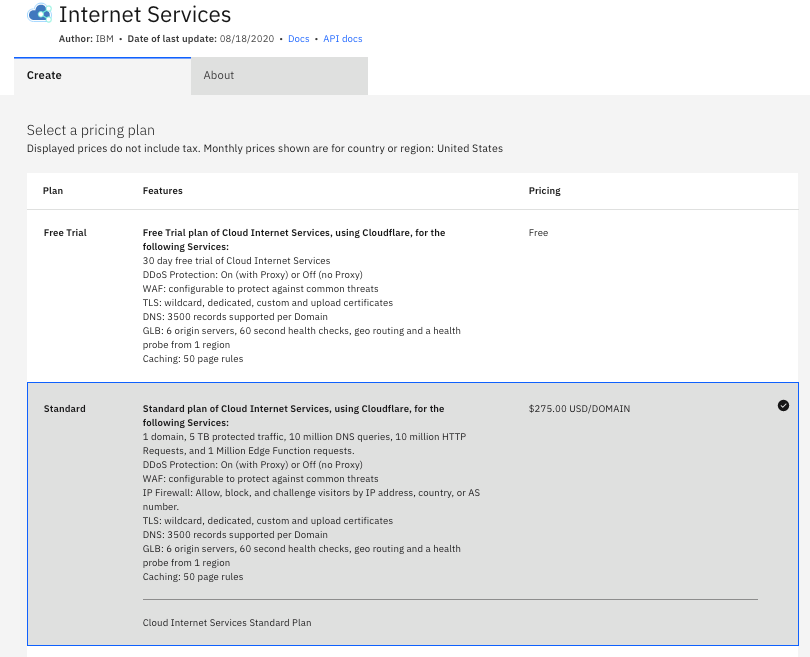 Internet Services
Author: IBM • Date of last update: 08/18/2020 • Docs • API docs
Create
About
Select a pricing plan
Displayed prices do not include tax. Monthly prices shown are for country or region: United States
Plan
Features
Pricing
Free Trial
Free Trial plan of Cloud Internet Services, using Cloudflare, for the
following Services:
30 day free trial of Cloud Internet Services
DDoS Protection: On (with Proxy) or Off (no Proxy)
WAF: configurable to protect against common threats
TLS: wildcard, dedicated, custom and upload certificates
DNS: 3500 records supported per Domain
GLB: 6 origin servers, 60 second health checks, geo routing and a health
probe from 1 region
Caching: 50 page rules
Free
Standard
Standard plan of Cloud Internet Services, using Cloudflare, for the
following Services:
1 domain, 5 TB protected traffic, 10 million DNS queries, 10 million HTTP
Requests, and 1 Million Edge Function requests.
DDoS Protection: On (with Proxy) or Off (no Proxy)
WAF: configurable to protect against common threats
IP Firewall: Allow, block, and challenge visitors by IP address, country, or AS
number.
TLS: wildcard, dedicated, custom and upload certificates
DNS: 3500 records supported per Domain
GLB: 6 origin servers, 60 second health checks, geo routing and a health
probe from 1 region
Caching: 50 page rules
$275.00 USD/DOMAIN
Cloud Internet Services Standard Plan